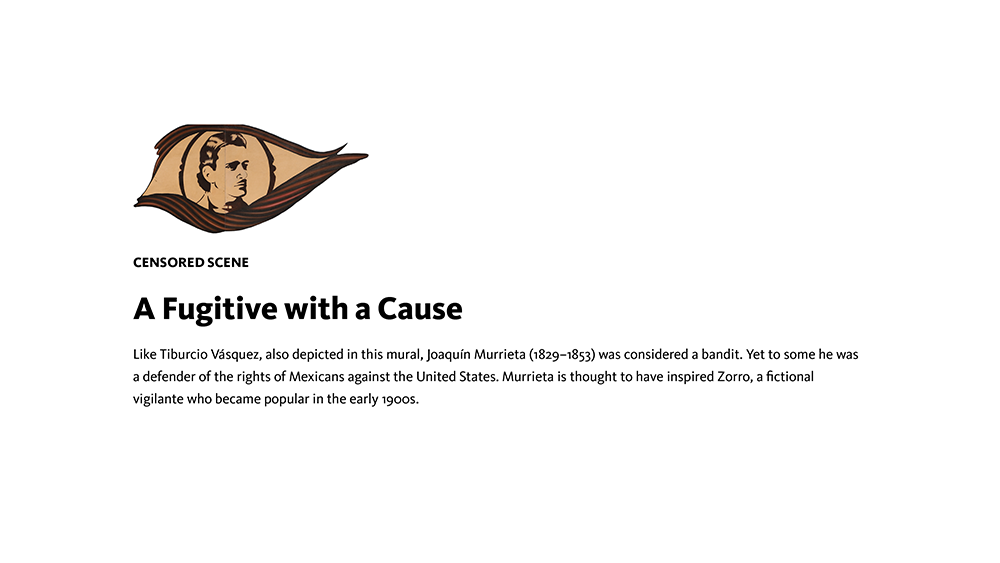 CENSORED SCENE
A Fugitive with a Cause
Like Tiburcio Vásquez, also depicted in this mural, Joaquín Murrieta (1829–1853) was considered a bandit. Yet to some he was
a defender of the rights of Mexicans against the United States. Murrieta is thought to have inspired Zorro, a fictional
vigilante who became popular in the early 1900s.